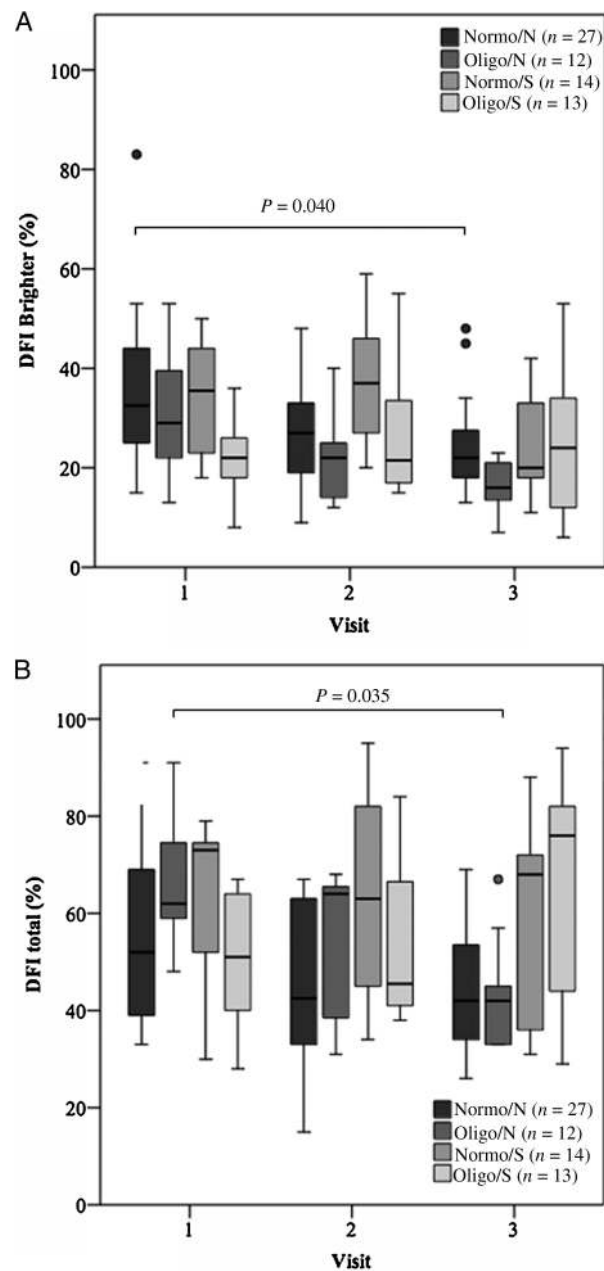 A
Normo/N (n = 27)
Oligo/N (n = 12)
Normo/S (n = 14)
Oligo/S (n = 13)
100
80
60
40
20
0
P = 0.040
DFI Brighter (%)
1 2 3
Visit
B
100
80
60
40
20
0
P = 0.035
DFI total (%)
Normo/N (n = 27)
Oligo/N (n = 12)
Normo/S (n = 14)
Oligo/S (n = 13)
1 2 3
Visit